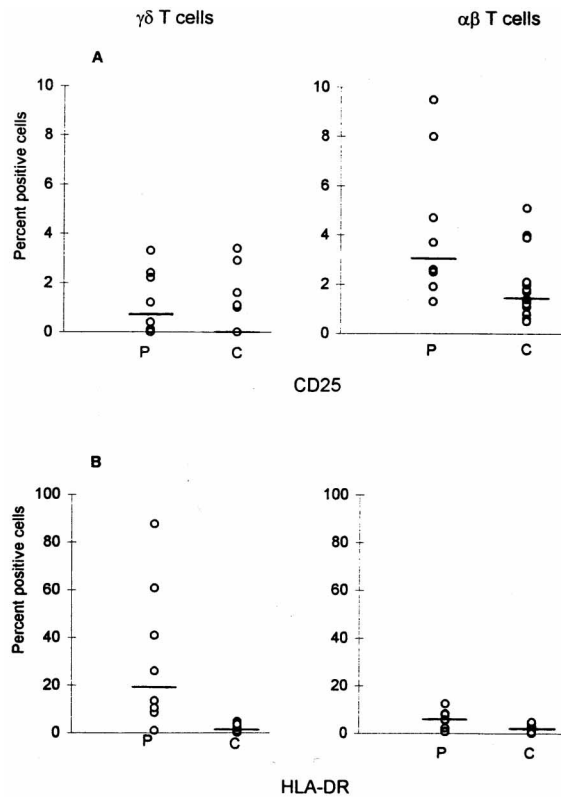 γδ T cells αβ T cells
A
Percent positive cells
10 10
8 8
6 6
4 4
2 2
0 0
P C P C
CD25
B
Percent positive cells
100 100
80 80
60 60
40 40
20 20
0 0
P C P C
HLA-DR